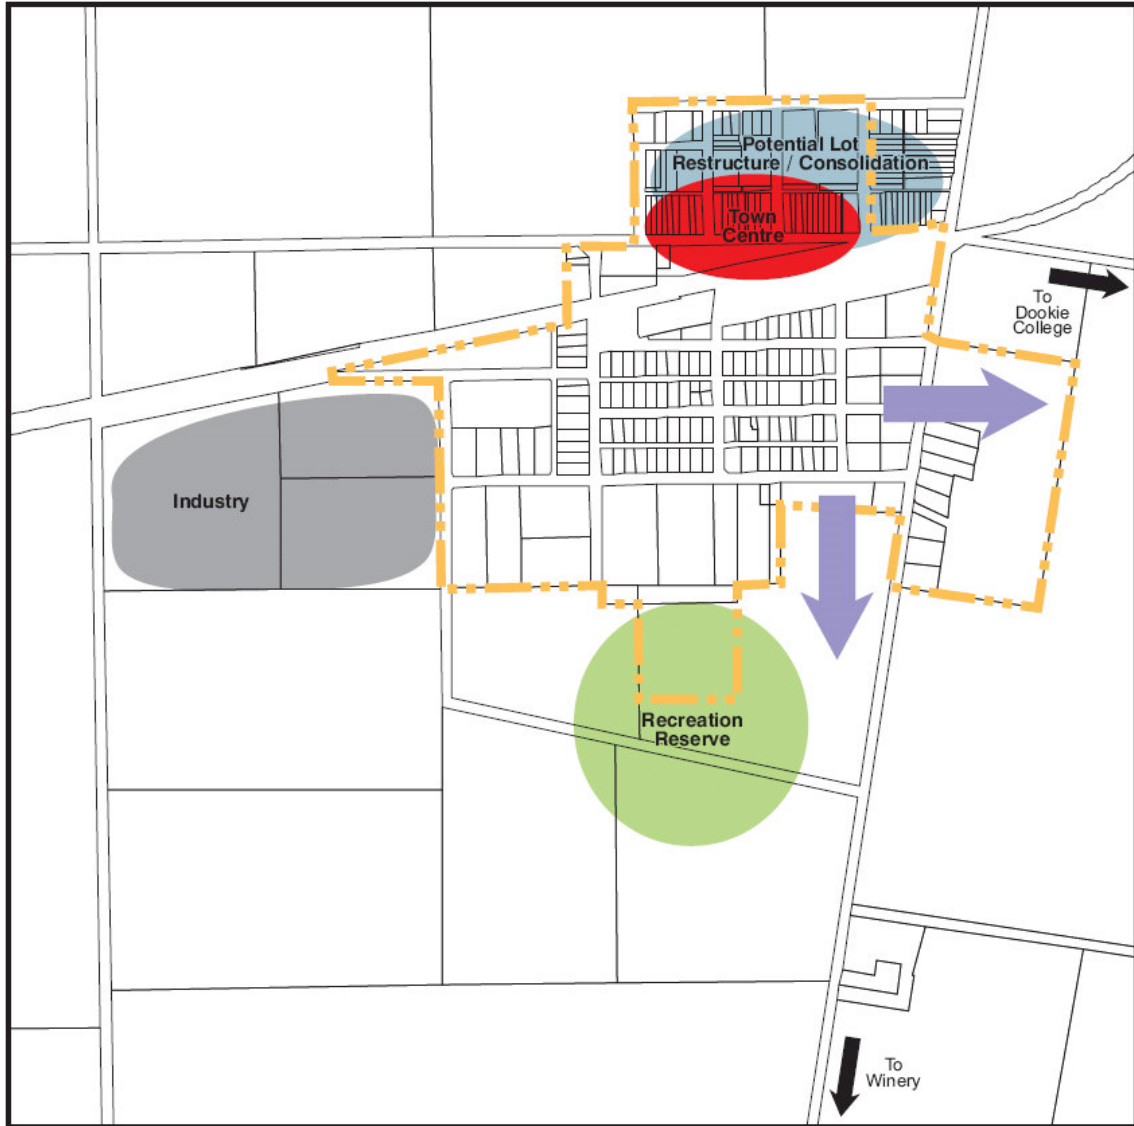 Potential Lot
Restructure / Consolidation
Town
Centre
To
Dookie
College
Industry
Recreation
Reserve
To
Winery